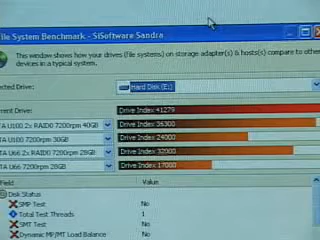 File System Benchmark - SiSoftware Sandra
This window shows how your drives (file systems) on storage adapter(s) & hosts(s) compare to other
devices in a typical system.
ected Drive: Hard Disk (E:)
rrent Drive: Drive Index 41279
TA U100 2x RAID0 7200rpm 40GB Drive Index 35300
TA U100 7200rpm 30GB Drive Index 24000
TA U66 2x RAID0 7200rpm 28GB Drive Index 32000
TA U66 7200rpm 28GB Drive Index 17000
Field Value
Disk Status
SMP Test No
Total Test Threads 1
SMT Test No
Dynamic MP/MT Load Balance No